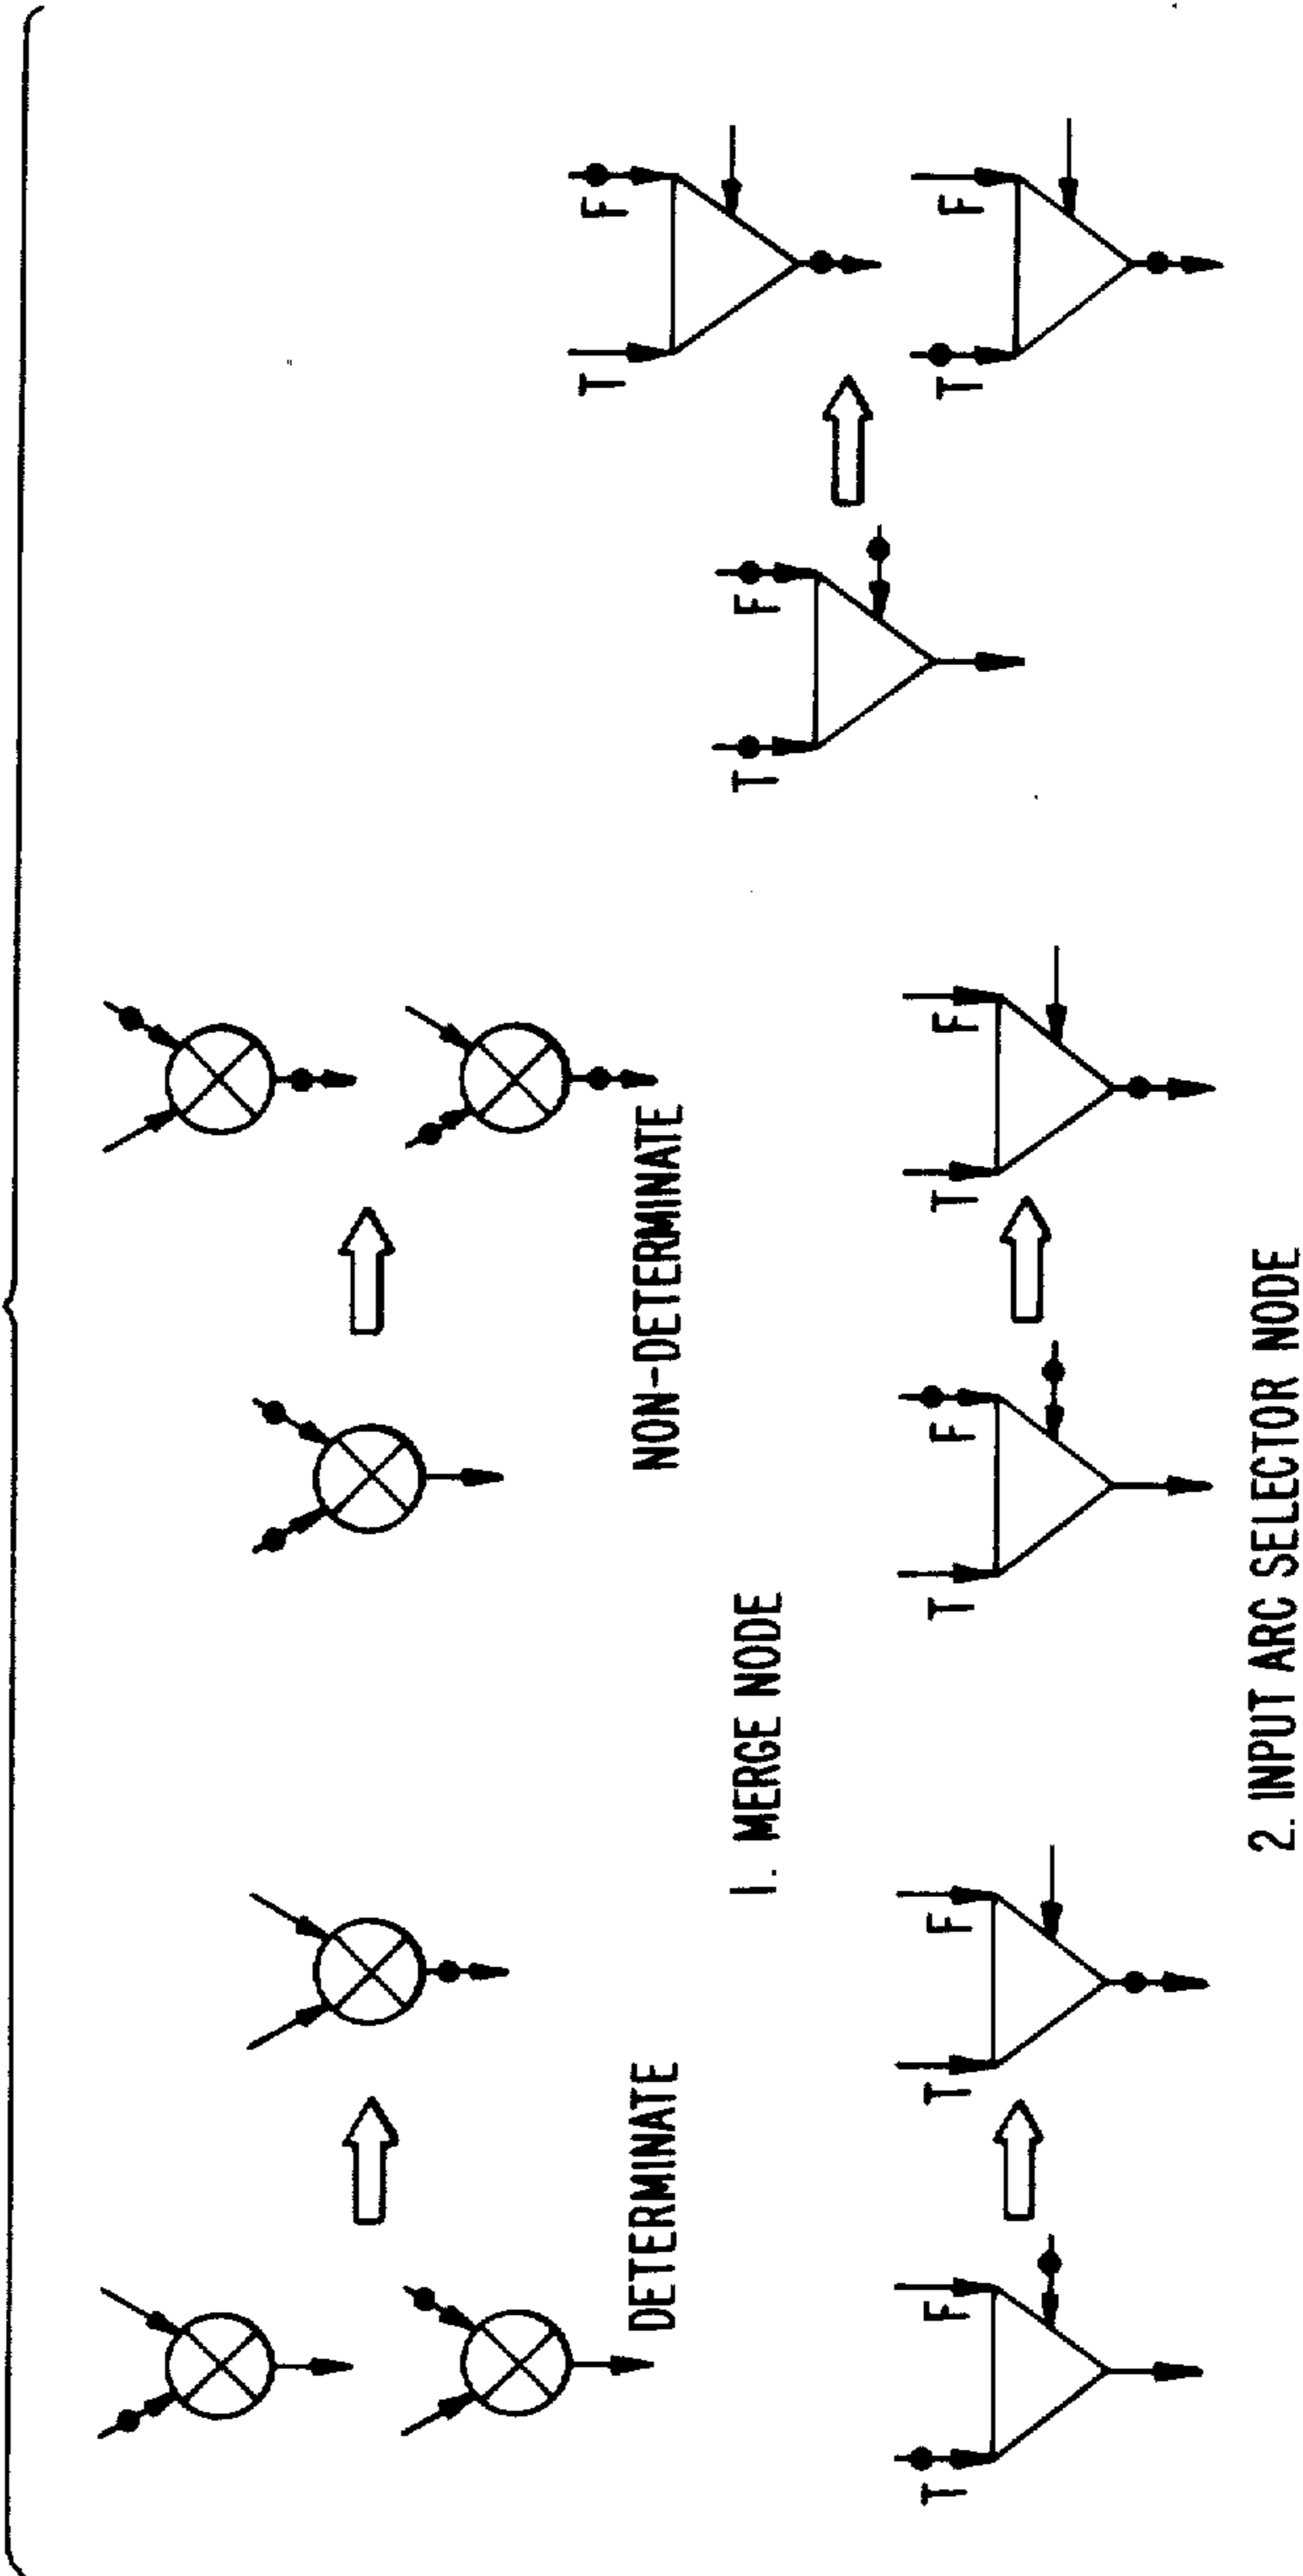 T F
DETERMINATE
NON-DETERMINATE
1. MERGE NODE
T F
T F T F T F T F T F
2. INPUT ARC SELECTOR NODE